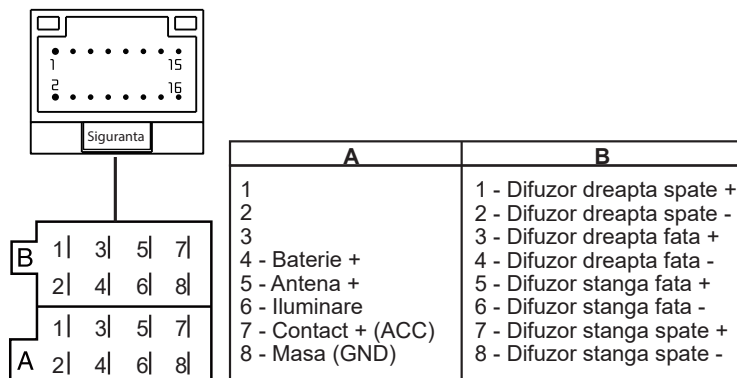 1 15
2 16
Siguranta
B 1 3 5 7
2 4 6 8
1 3 5 7
A 2 4 6 8
A
1
2
3
4 - Baterie +
5 - Antena +
6 - Iluminare
7 - Contact + (ACC)
8 - Masa (GND)
B
1 - Difuzor dreapta spate +
2 - Difuzor dreapta spate -
3 - Difuzor dreapta fata +
4 - Difuzor dreapta fata -
5 - Difuzor stanga fata +
6 - Difuzor stanga fata -
7 - Difuzor stanga spate +
8 - Difuzor stanga spate -